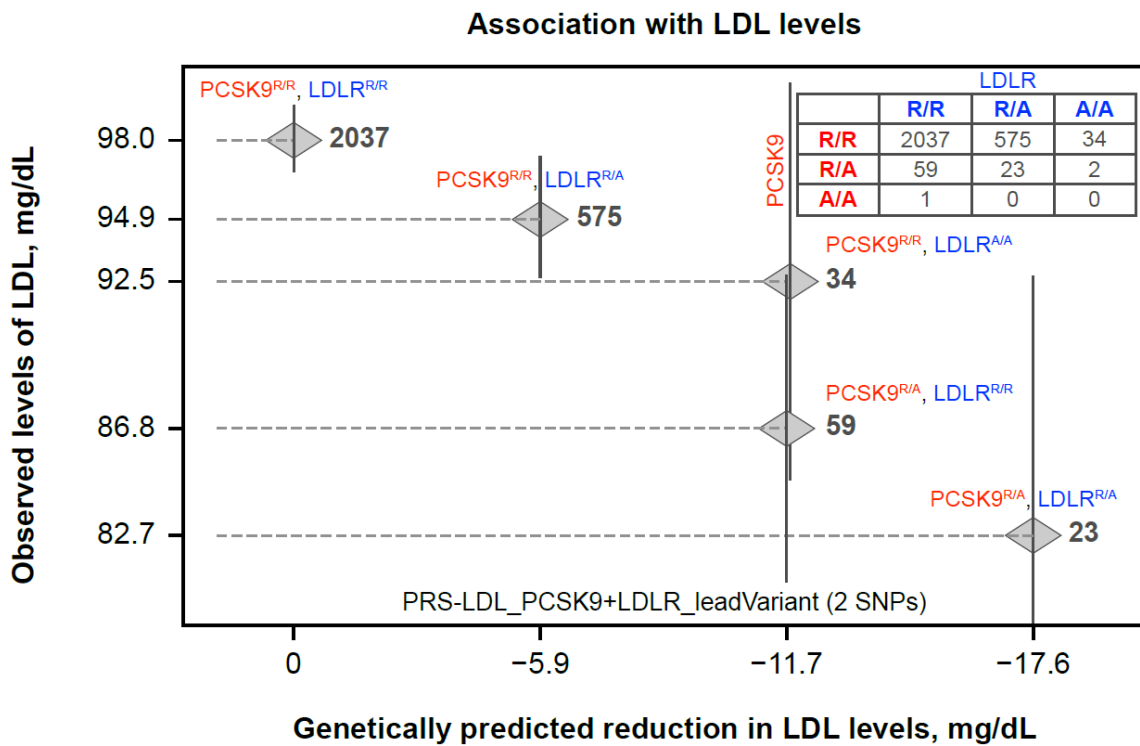 Association with LDL levels
Observed levels of LDL, mg/dL
98.0
94.9
92.5
86.8
82.7
PCSK9R/R, LDLRR/R
2037
PCSK9R/R, LDLRR/A
575
PCSK9R/R, LDLRA/A
34
PCSK9R/A, LDLRR/R
59
PCSK9R/A, LDLRR/A
23
LDLR
PCSK9
R/R R/A A/A
R/R 2037 575 34
R/A 59 23 2
A/A 1 0 0
PRS-LDL_PCSK9+LDLR_leadVariant (2 SNPs)
0 −5.9 −11.7 −17.6
Genetically predicted reduction in LDL levels, mg/dL